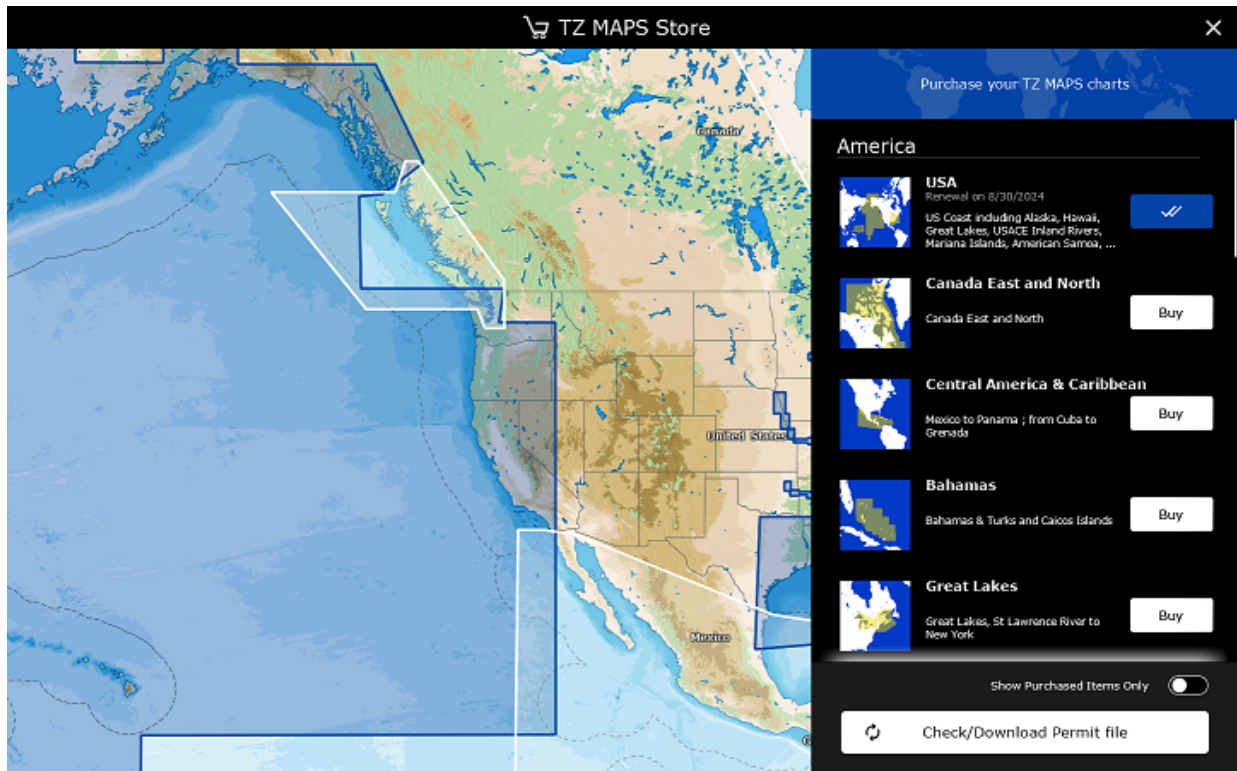 TZ MAPS Store
Purchase your TZ MAPS charts
America
USA
Renewal on 8/30/2024
US Coast including Alaska, Hawaii,
Great Lakes, USACE Inland Rivers,
Mariana Islands, American Samoa, ...
Canada East and North
Canada East and North
Buy
Central America & Caribbean
Mexico to Panama ; from Cuba to
Grenada
Buy
Bahamas
Bahamas & Turks and Caicos Islands
Buy
Great Lakes
Great Lakes, St Lawrence River to
New York
Buy
Show Purchased Items Only
Check/Download Permit file
Canada
United States
Mexico